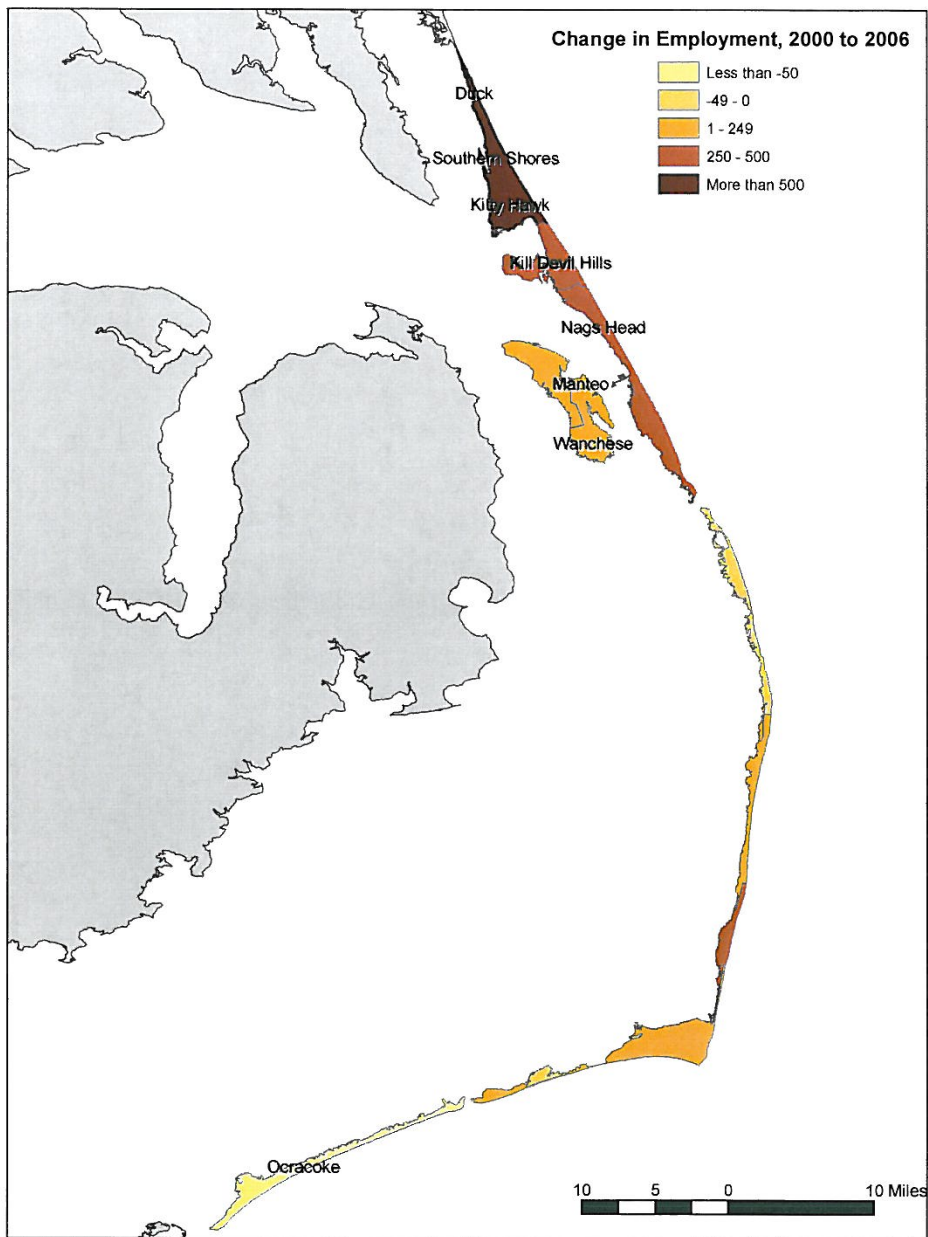 Change in Employment, 2000 to 2006
Less than -50
-49 - 0
1 - 249
250 - 500
More than 500
Duck
Southern Shores
Kitty Hawk
Kill Devil Hills
Nags Head
Manteo
Wanchese
Ocracoke
10 5 0 10 Miles